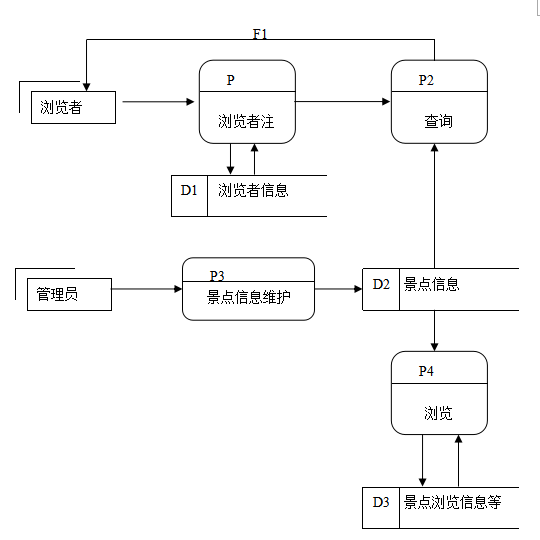 F1
浏览者
P
浏览者注
P2
查询
D1
浏览者信息
管理员
P3
景点信息维护
D2
景点信息
P4
浏览
D3
景点浏览信息等